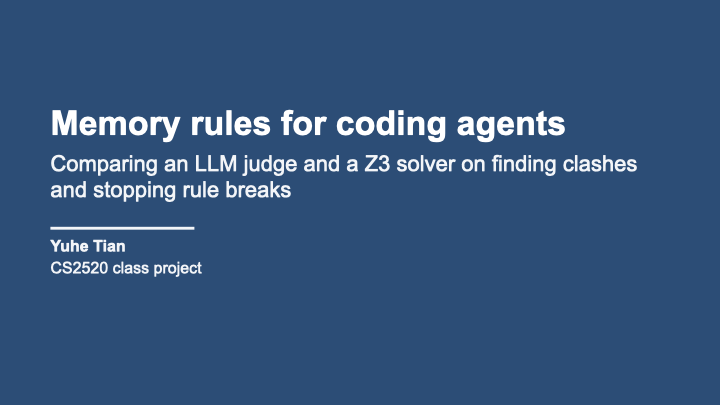 Memory rules for coding agents
Comparing an LLM judge and a Z3 solver on finding clashes
and stopping rule breaks
Yuhe Tian
CS2520 class project